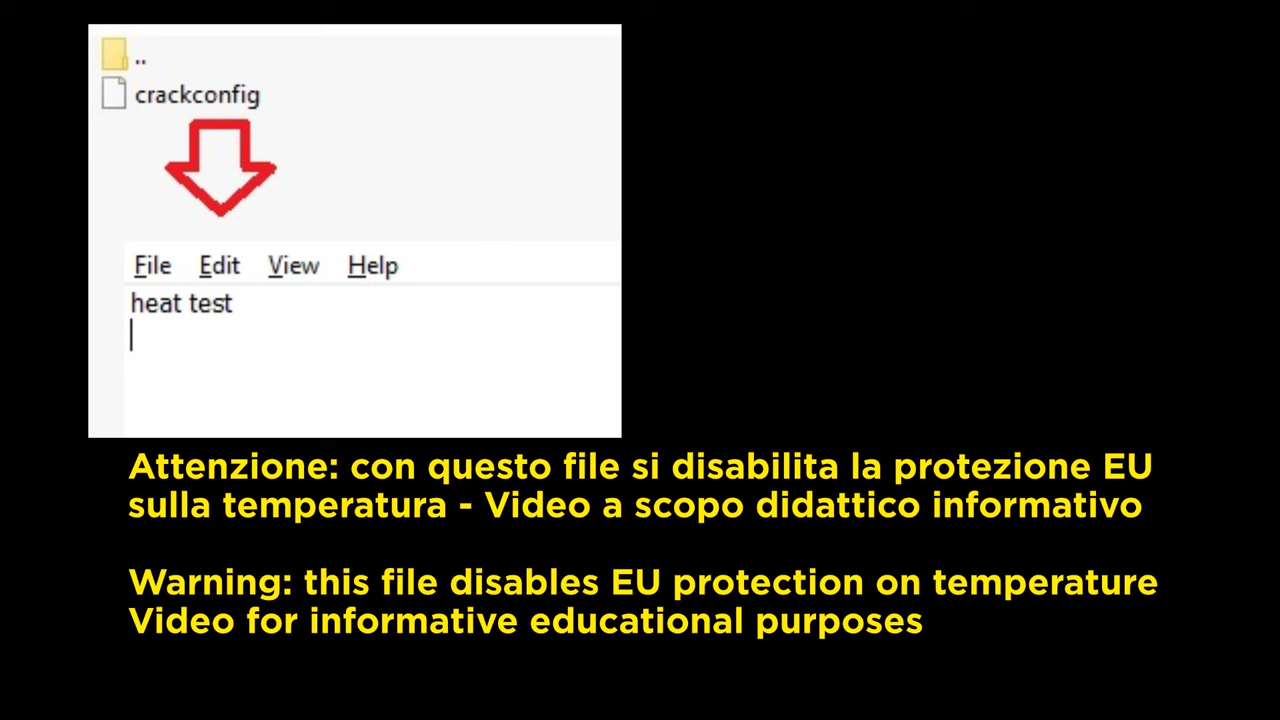 ..
crackconfig
File Edit View Help
heat test
Attenzione: con questo file si disabilita la protezione EU
sulla temperatura - Video a scopo didattico informativo
Warning: this file disables EU protection on temperature
Video for informative educational purposes